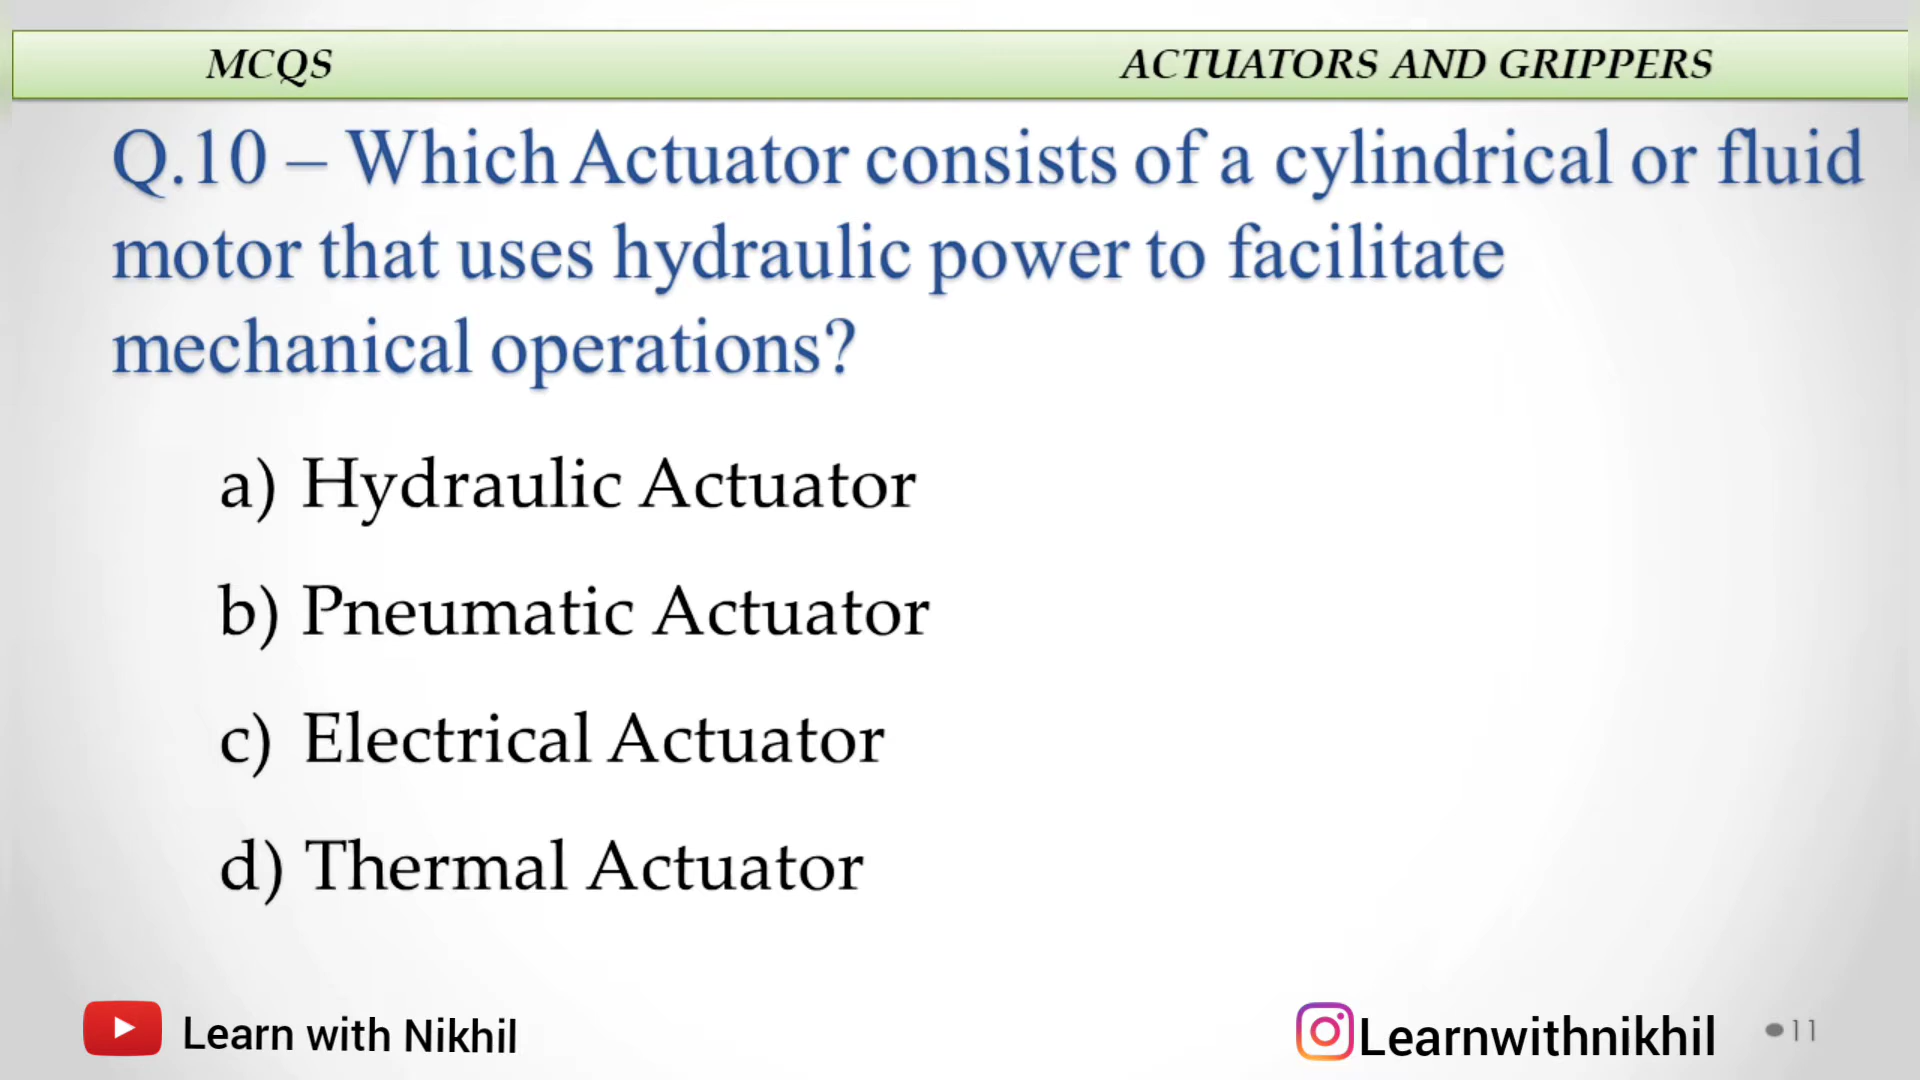 MCQS ACTUATORS AND GRIPPERS
Q.10 – Which Actuator consists of a cylindrical or fluid
motor that uses hydraulic power to facilitate
mechanical operations?
a) Hydraulic Actuator
b) Pneumatic Actuator
c) Electrical Actuator
d) Thermal Actuator
Learn with Nikhil
Learnwithnikhil
11